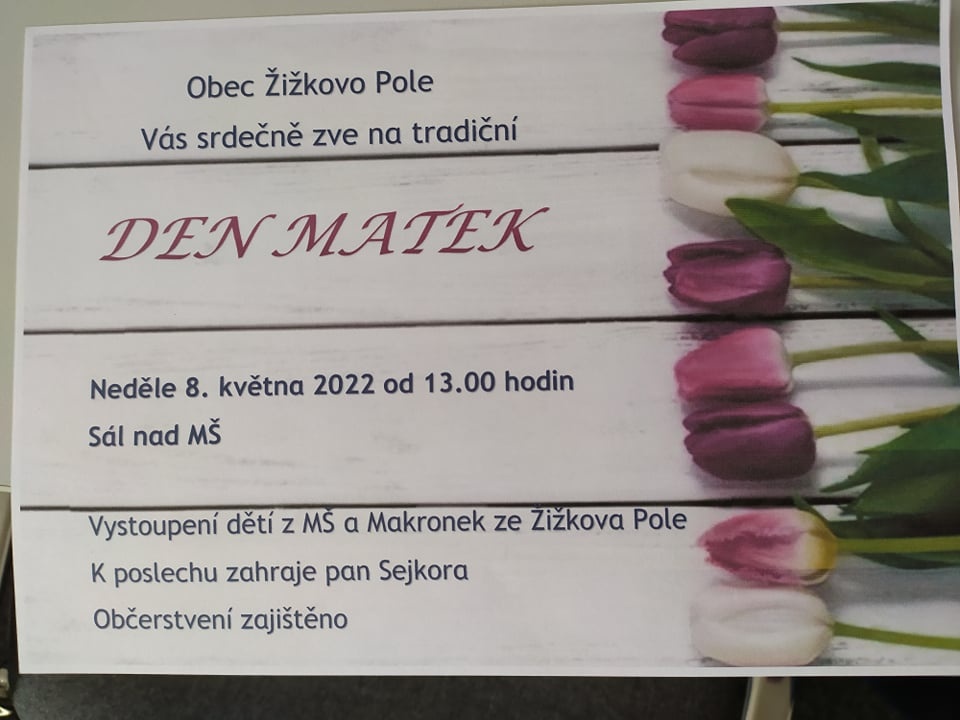 Obec Žižkovo Pole
Vás srdečně zve na tradiční
DEN MATEK
Neděle 8. května 2022 od 13.00 hodin
Sál nad MŠ
Vystoupení dětí z MŠ a Makronek ze Žižkova Pole
K poslechu zahraje pan Sejkora
Občerstvení zajištěno